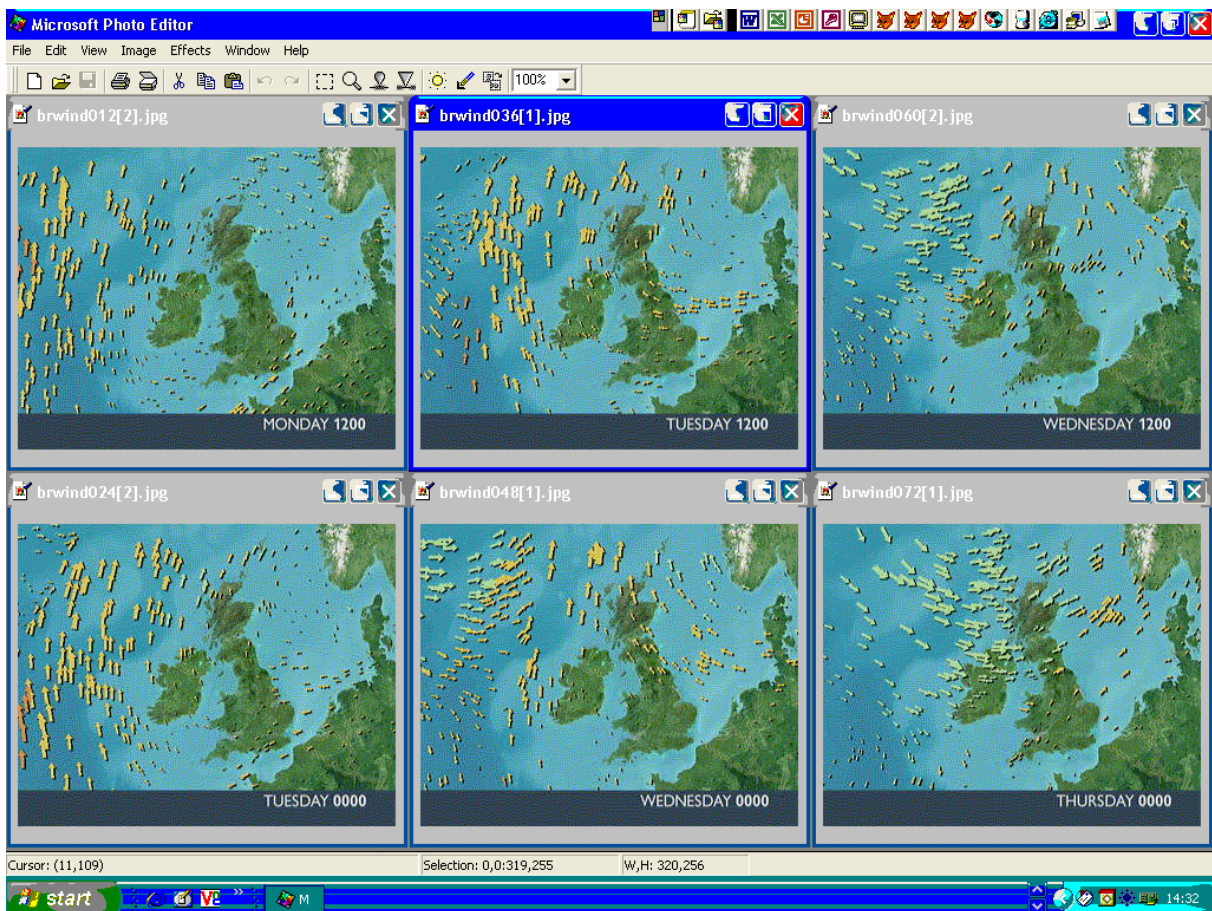 Microsoft Photo Editor
File Edit View Image Effects Window Help
100%
brwind012[2].jpg
brwind036[1].jpg
brwind060[2].jpg
MONDAY 1200
TUESDAY 1200
WEDNESDAY 1200
brwind024[2].jpg
brwind048[1].jpg
brwind072[1].jpg
TUESDAY 0000
WEDNESDAY 0000
THURSDAY 0000
Cursor: (11,109)
Selection: 0,0:319,255
W,H: 320,256
start
M
14:32